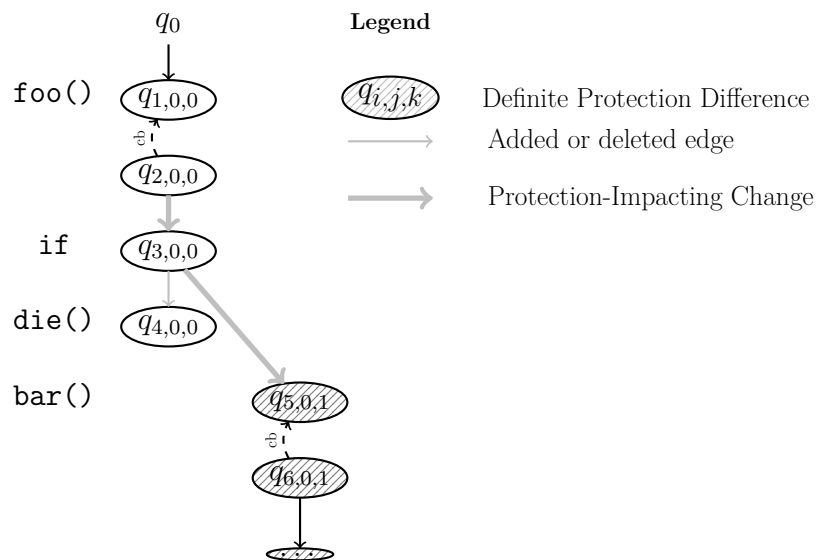 q0 Legend
foo() q1,0,0 qi,j,k Definite Protection Difference
cb Added or deleted edge
q2,0,0 Protection-Impacting Change
if q3,0,0
die() q4,0,0
bar() q5,0,1
cb
q6,0,1
...